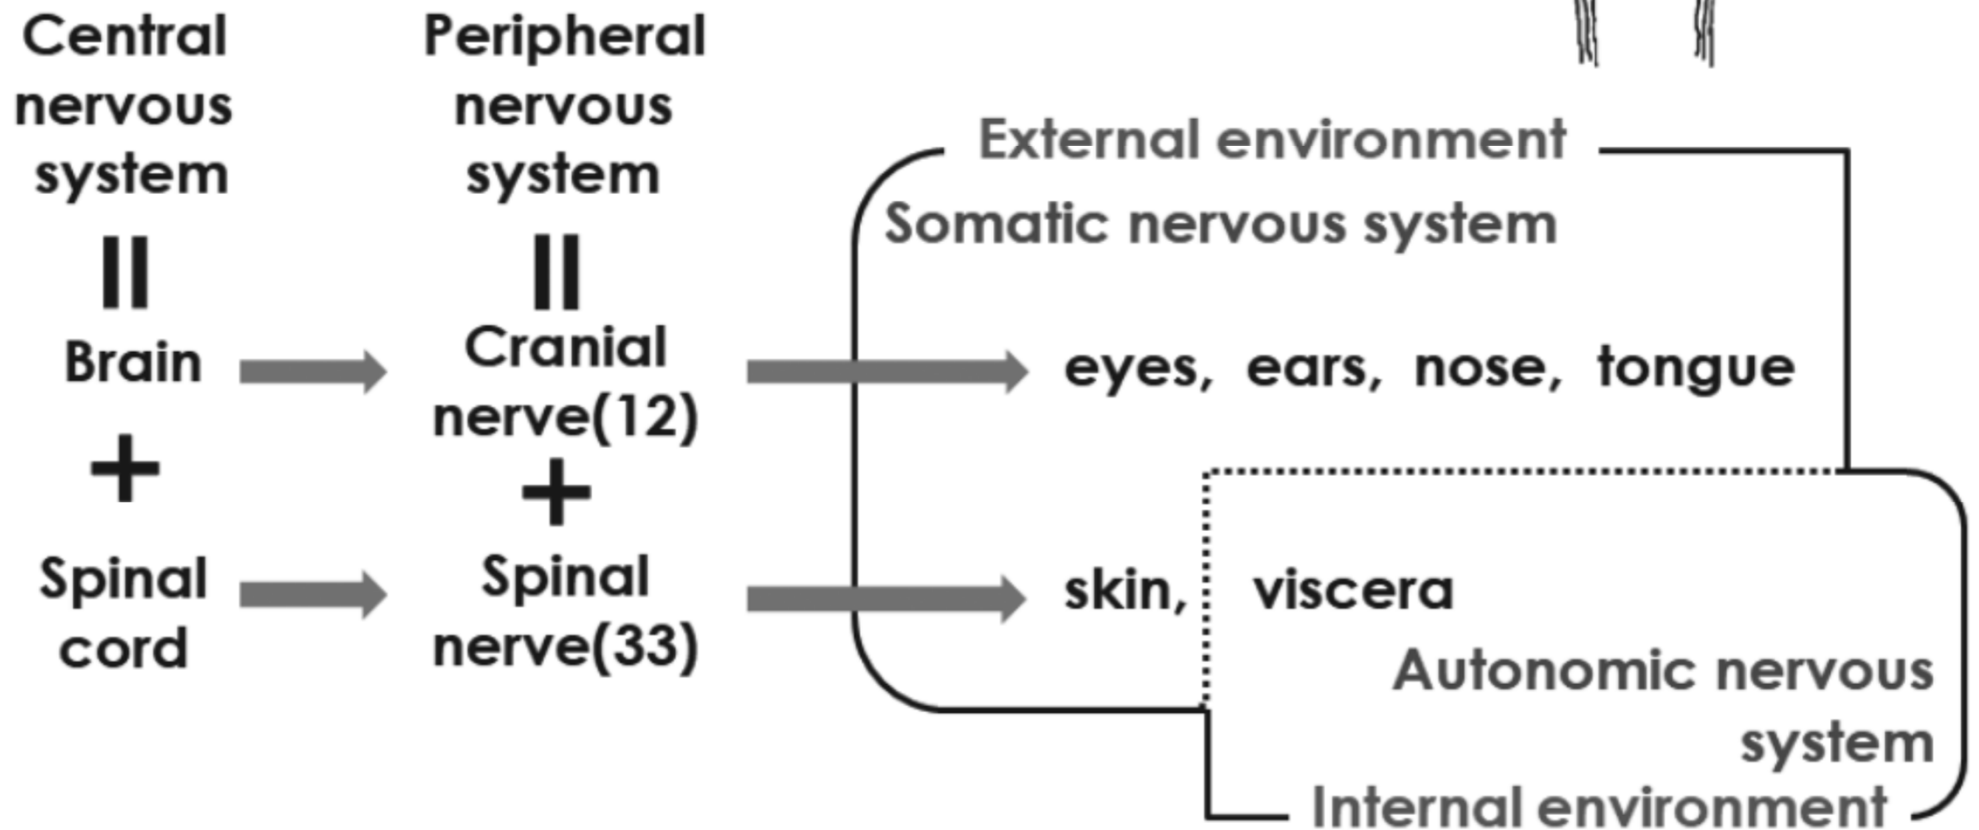 Central
nervous
system
Peripheral
nervous
system
=
=
Brain
Cranial
nerve(12)
+
+
Spinal
cord
Spinal
nerve(33)
External environment
Somatic nervous system
eyes, ears, nose, tongue
skin, viscera
Autonomic nervous
system
Internal environment